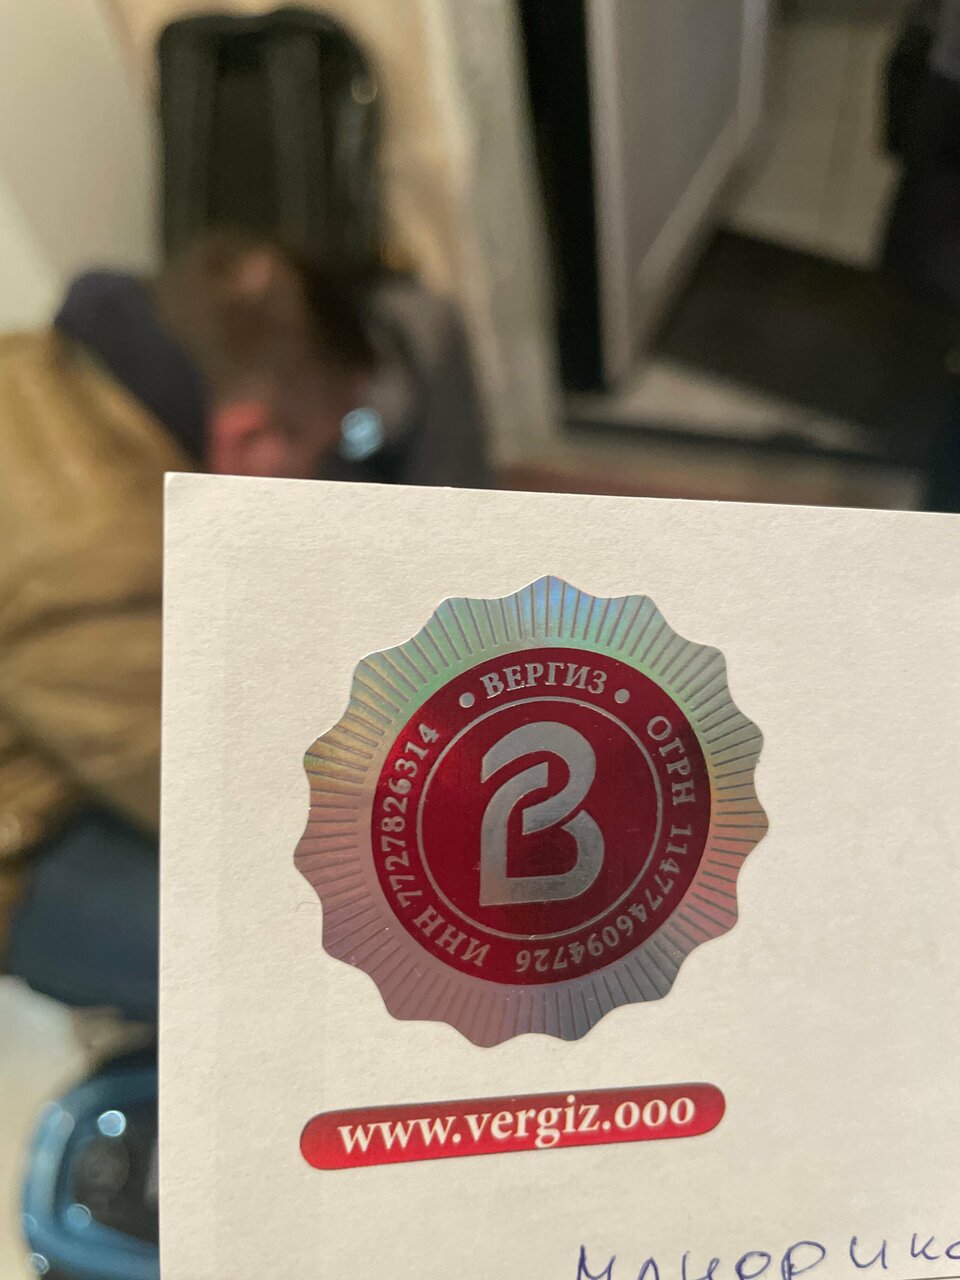 • ВЕРГИЗ •
ОГРН 1147746094726
ИНН 7727826314
В
www.vergiz.ooo